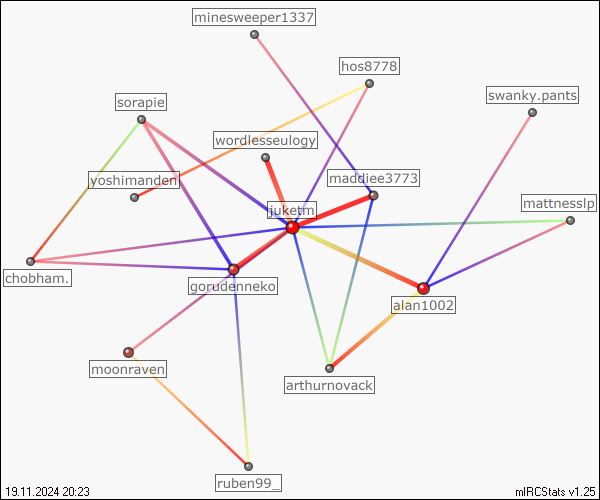 minesweeper1337
hos8778
swanky.pants
sorapie
wordlesseulogy
maddiee3773
yoshimanden
mattnesslp
juketm
chobham.
gorudenneko
alan1002
moonraven
arthurnovack
ruben99_
19.11.2024 20:23
mIRCStats v1.25